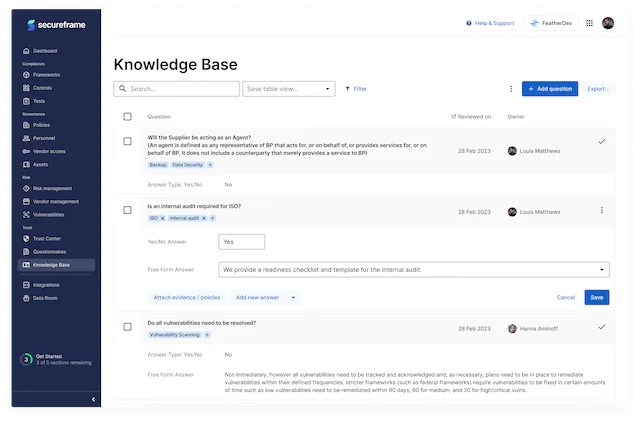 secureframe
Help & Support
FeatherDev
Dashboard
Compliance
Frameworks
Controls
Tests
Governance
Policies
Personnel
Vendor access
Assets
Risk
Risk management
Vendor management
Vulnerabilities
Trust
Trust Center
Questionnaires
Knowledge Base
Integrations
Data Room
3
Get Started
3 of 5 sections remaining
Knowledge Base
Search...
Save table view...
Filter
+ Add question
Export...
Question
Reviewed on
Owner
Will the Supplier be acting as an Agent?
(An agent is defined as any representative of BP that acts for, or on behalf of, or provides services for, or on
behalf of BP. It does not include a counterparty that merely provides a service to BP)
Backup Data Security +
28 Feb 2023
Louis Matthews
Answer Type: Yes/No
No
Is an internal audit required for ISO?
ISO X Internal audit X +
28 Feb 2023
Louis Matthews
Yes/No Answer
Yes
Free Form Answer
We provide a readiness checklist and template for the internal audit.
Attach evidence / policies
Add new answer
Cancel
Save
Do all vulnerabilities need to be resolved?
Vulnerability Scanning +
28 Feb 2023
Hanna Aminoff
Answer Type: Yes/No
No
Free Form Answer
Not immediately, however all vulnerabilities need to be tracked and acknowledged and, as necessary, plans need to be in place to remediate
vulnerabilities within their defined frequencies. stricter frameworks (such as federal frameworks) require vulnerabilities to be fixed in certain amounts
of time such as low vulnerabilities need to be remediated within 90 days, 60 for medium, and 30 for high/critical vulns.